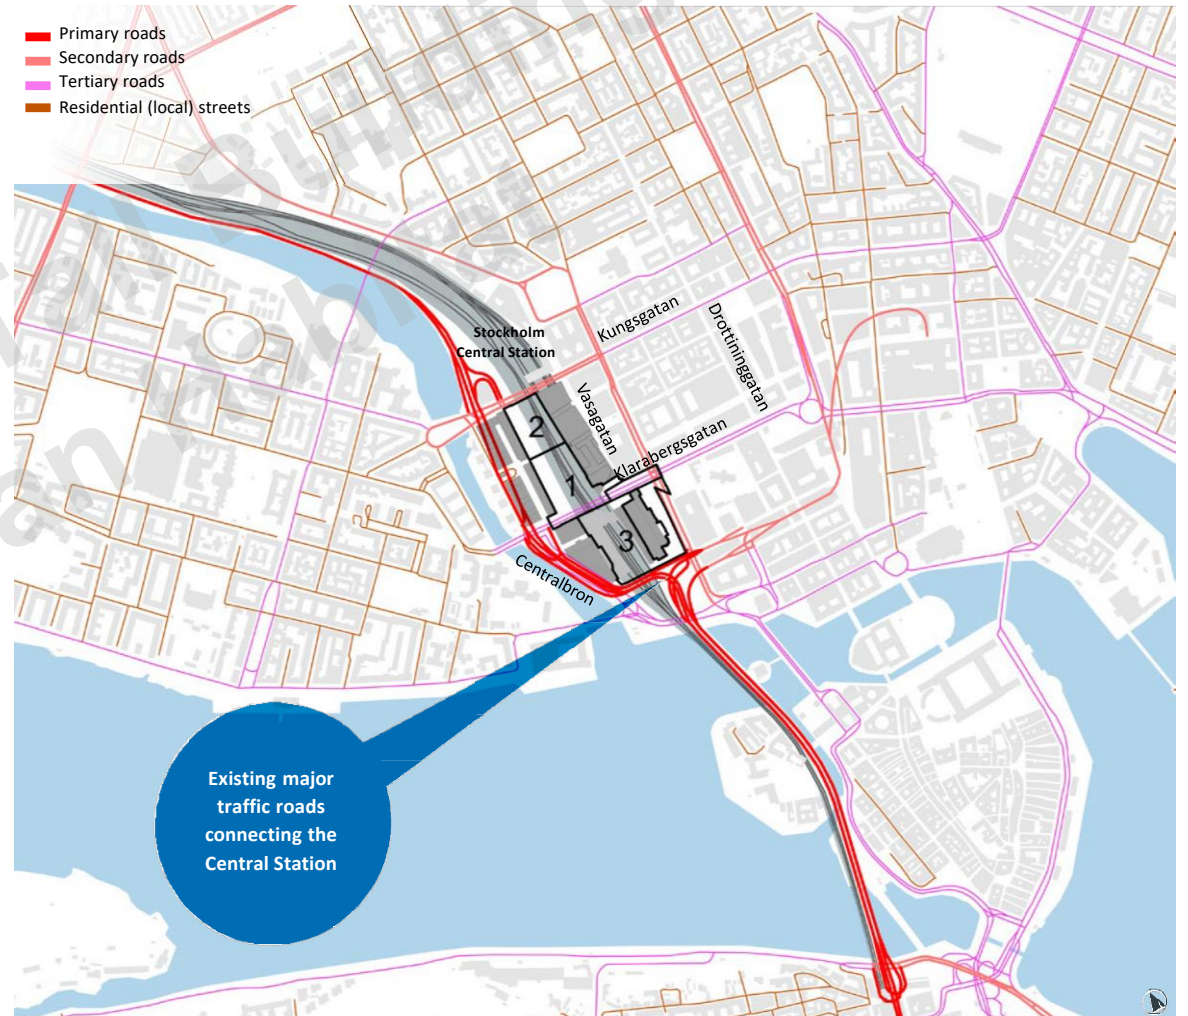 Primary roads
Secondary roads
Tertiary roads
Residential (local) streets
Stockholm
Central Station
Kungsgatan
Drottininggatan
Vasagatan
Klarabergsgatan
2
1
3
Centralbron
Existing major
traffic roads
connecting the
Central Station